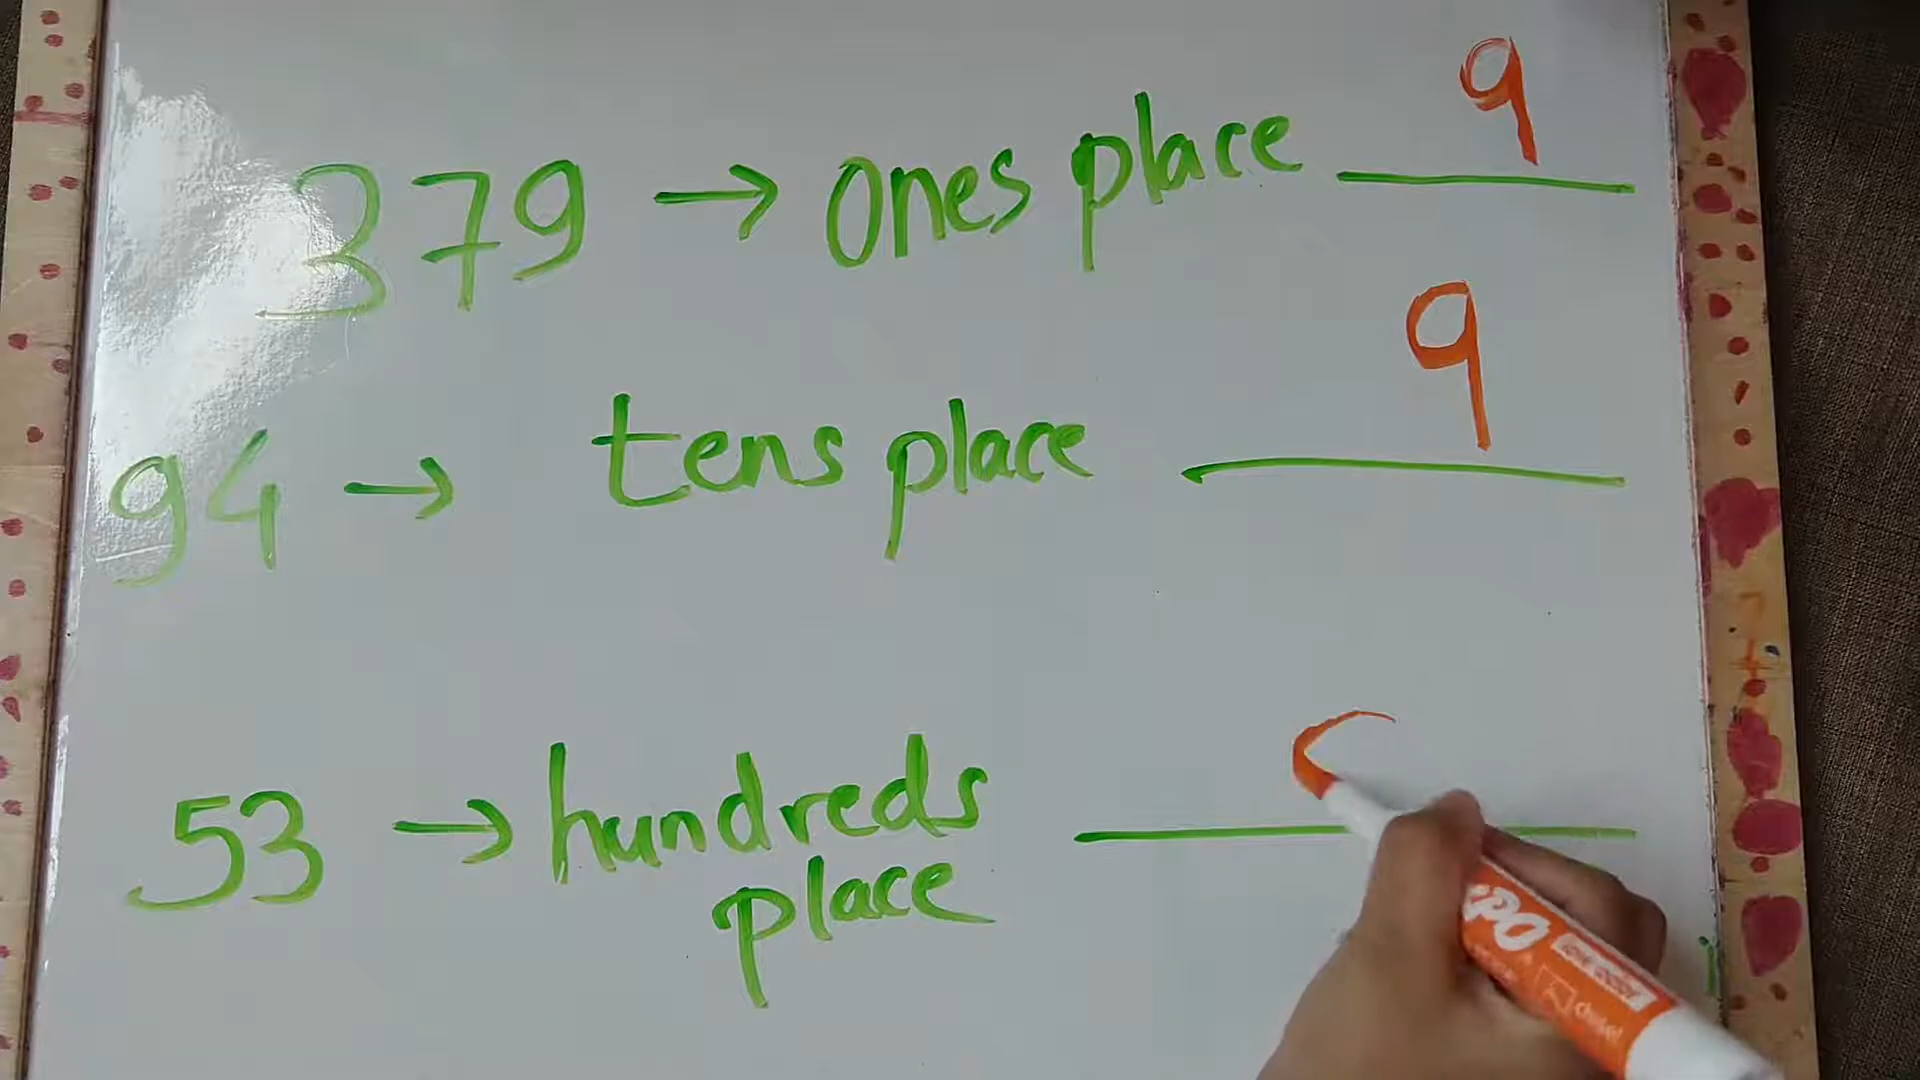 379 → Ones place 9
94 → tens place 9
53 → hundreds
place